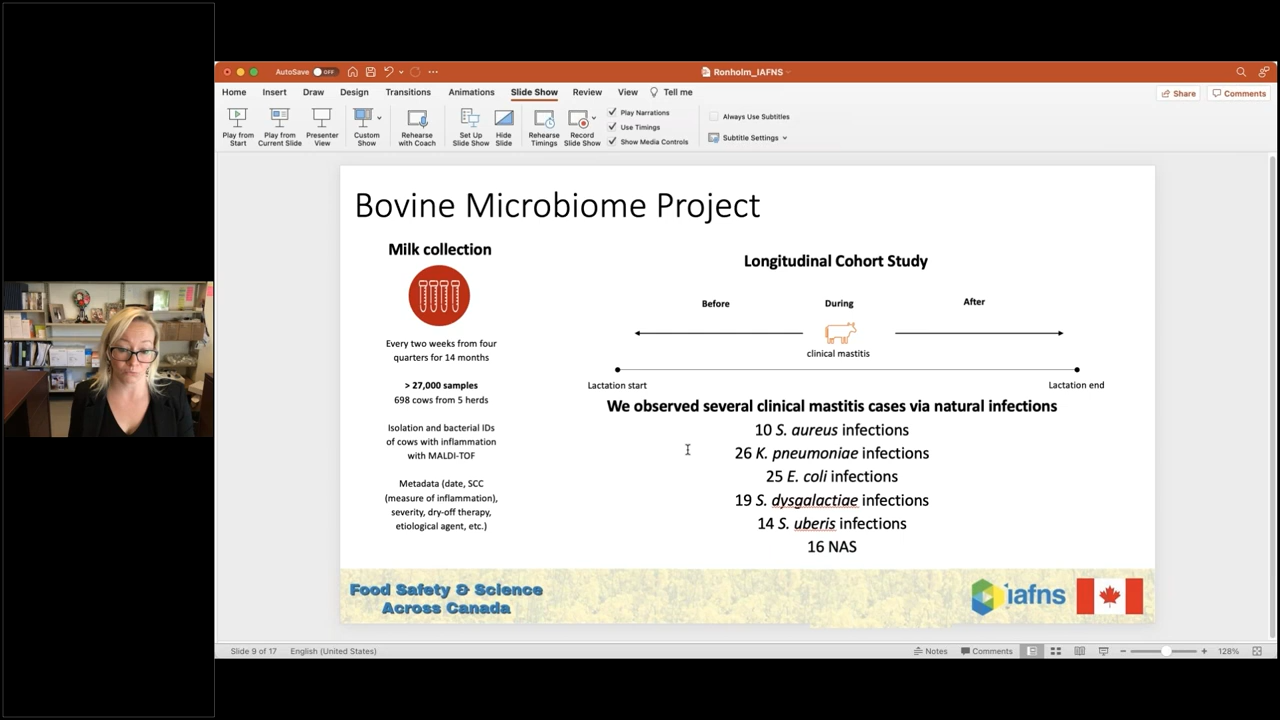 AutoSave OFF
Ronholm_IAFNS
Home Insert Draw Design Transitions Animations Slide Show Review View Tell me
Share Comments
Play from Start
Play from Current Slide
Presenter View
Custom Show
Rehearse with Coach
Set Up Slide Show
Hide Slide
Rehearse Timings
Record Slide Show
Play Narrations
Use Timings
Show Media Controls
Always Use Subtitles
Subtitle Settings
Bovine Microbiome Project
Milk collection
Every two weeks from four
quarters for 14 months
> 27,000 samples
698 cows from 5 herds
Isolation and bacterial IDs
of cows with inflammation
with MALDI-TOF
Metadata (date, SCC
(measure of inflammation),
severity, dry-off therapy,
etiological agent, etc.)
Longitudinal Cohort Study
Before During After
clinical mastitis
Lactation start Lactation end
We observed several clinical mastitis cases via natural infections
10 S. aureus infections
26 K. pneumoniae infections
25 E. coli infections
19 S. dysgalactiae infections
14 S. uberis infections
16 NAS
Food Safety & Science
Across Canada
iafns
Slide 9 of 17 English (United States) Notes Comments 128%